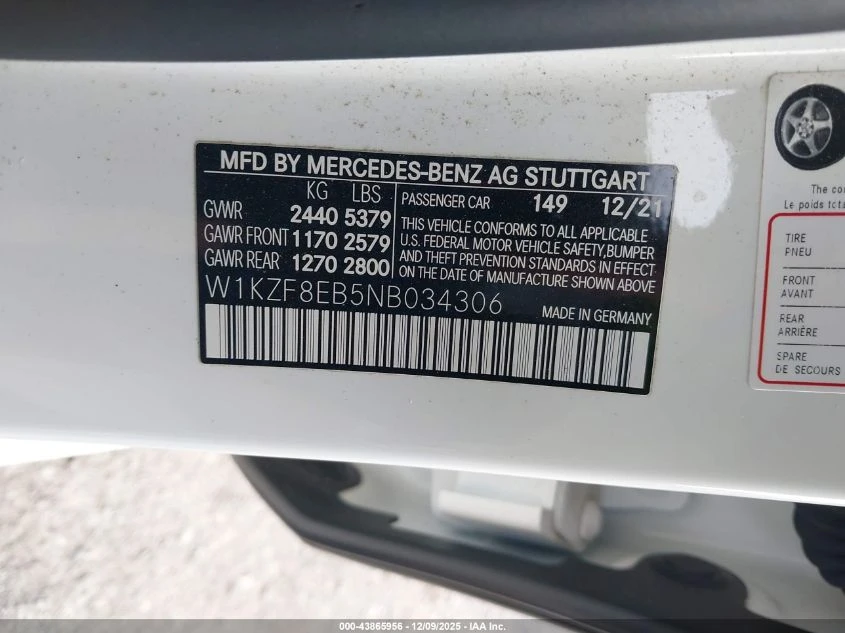 MFD BY MERCEDES-BENZ AG STUTTGART
KG LBS
GVWR 2440 5379
GAWR FRONT 1170 2579
GAWR REAR 1270 2800
PASSENGER CAR 149 12/21
THIS VEHICLE CONFORMS TO ALL APPLICABLE
U.S. FEDERAL MOTOR VEHICLE SAFETY,BUMPER
AND THEFT PREVENTION STANDARDS IN EFFECT
ON THE DATE OF MANUFACTURE SHOWN ABOVE
W1KZF8EB5NB034306
MADE IN GERMANY
Le poids
TIRE
PNEU
FRONT
AVANT
REAR
ARRIÈRE
SPARE
DE SECOURS
000-43865956 - 12/09/2025 - IAA Inc.